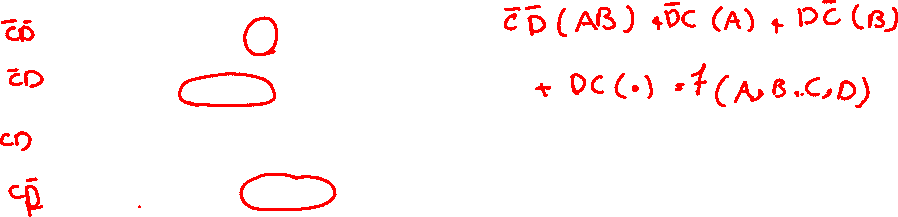 C̅D̅
C̅D
CD
CD̅
C̅D̅(AB) + D̅C(A) + DC̅(B)
+ DC(·) = f(A,B,C,D)